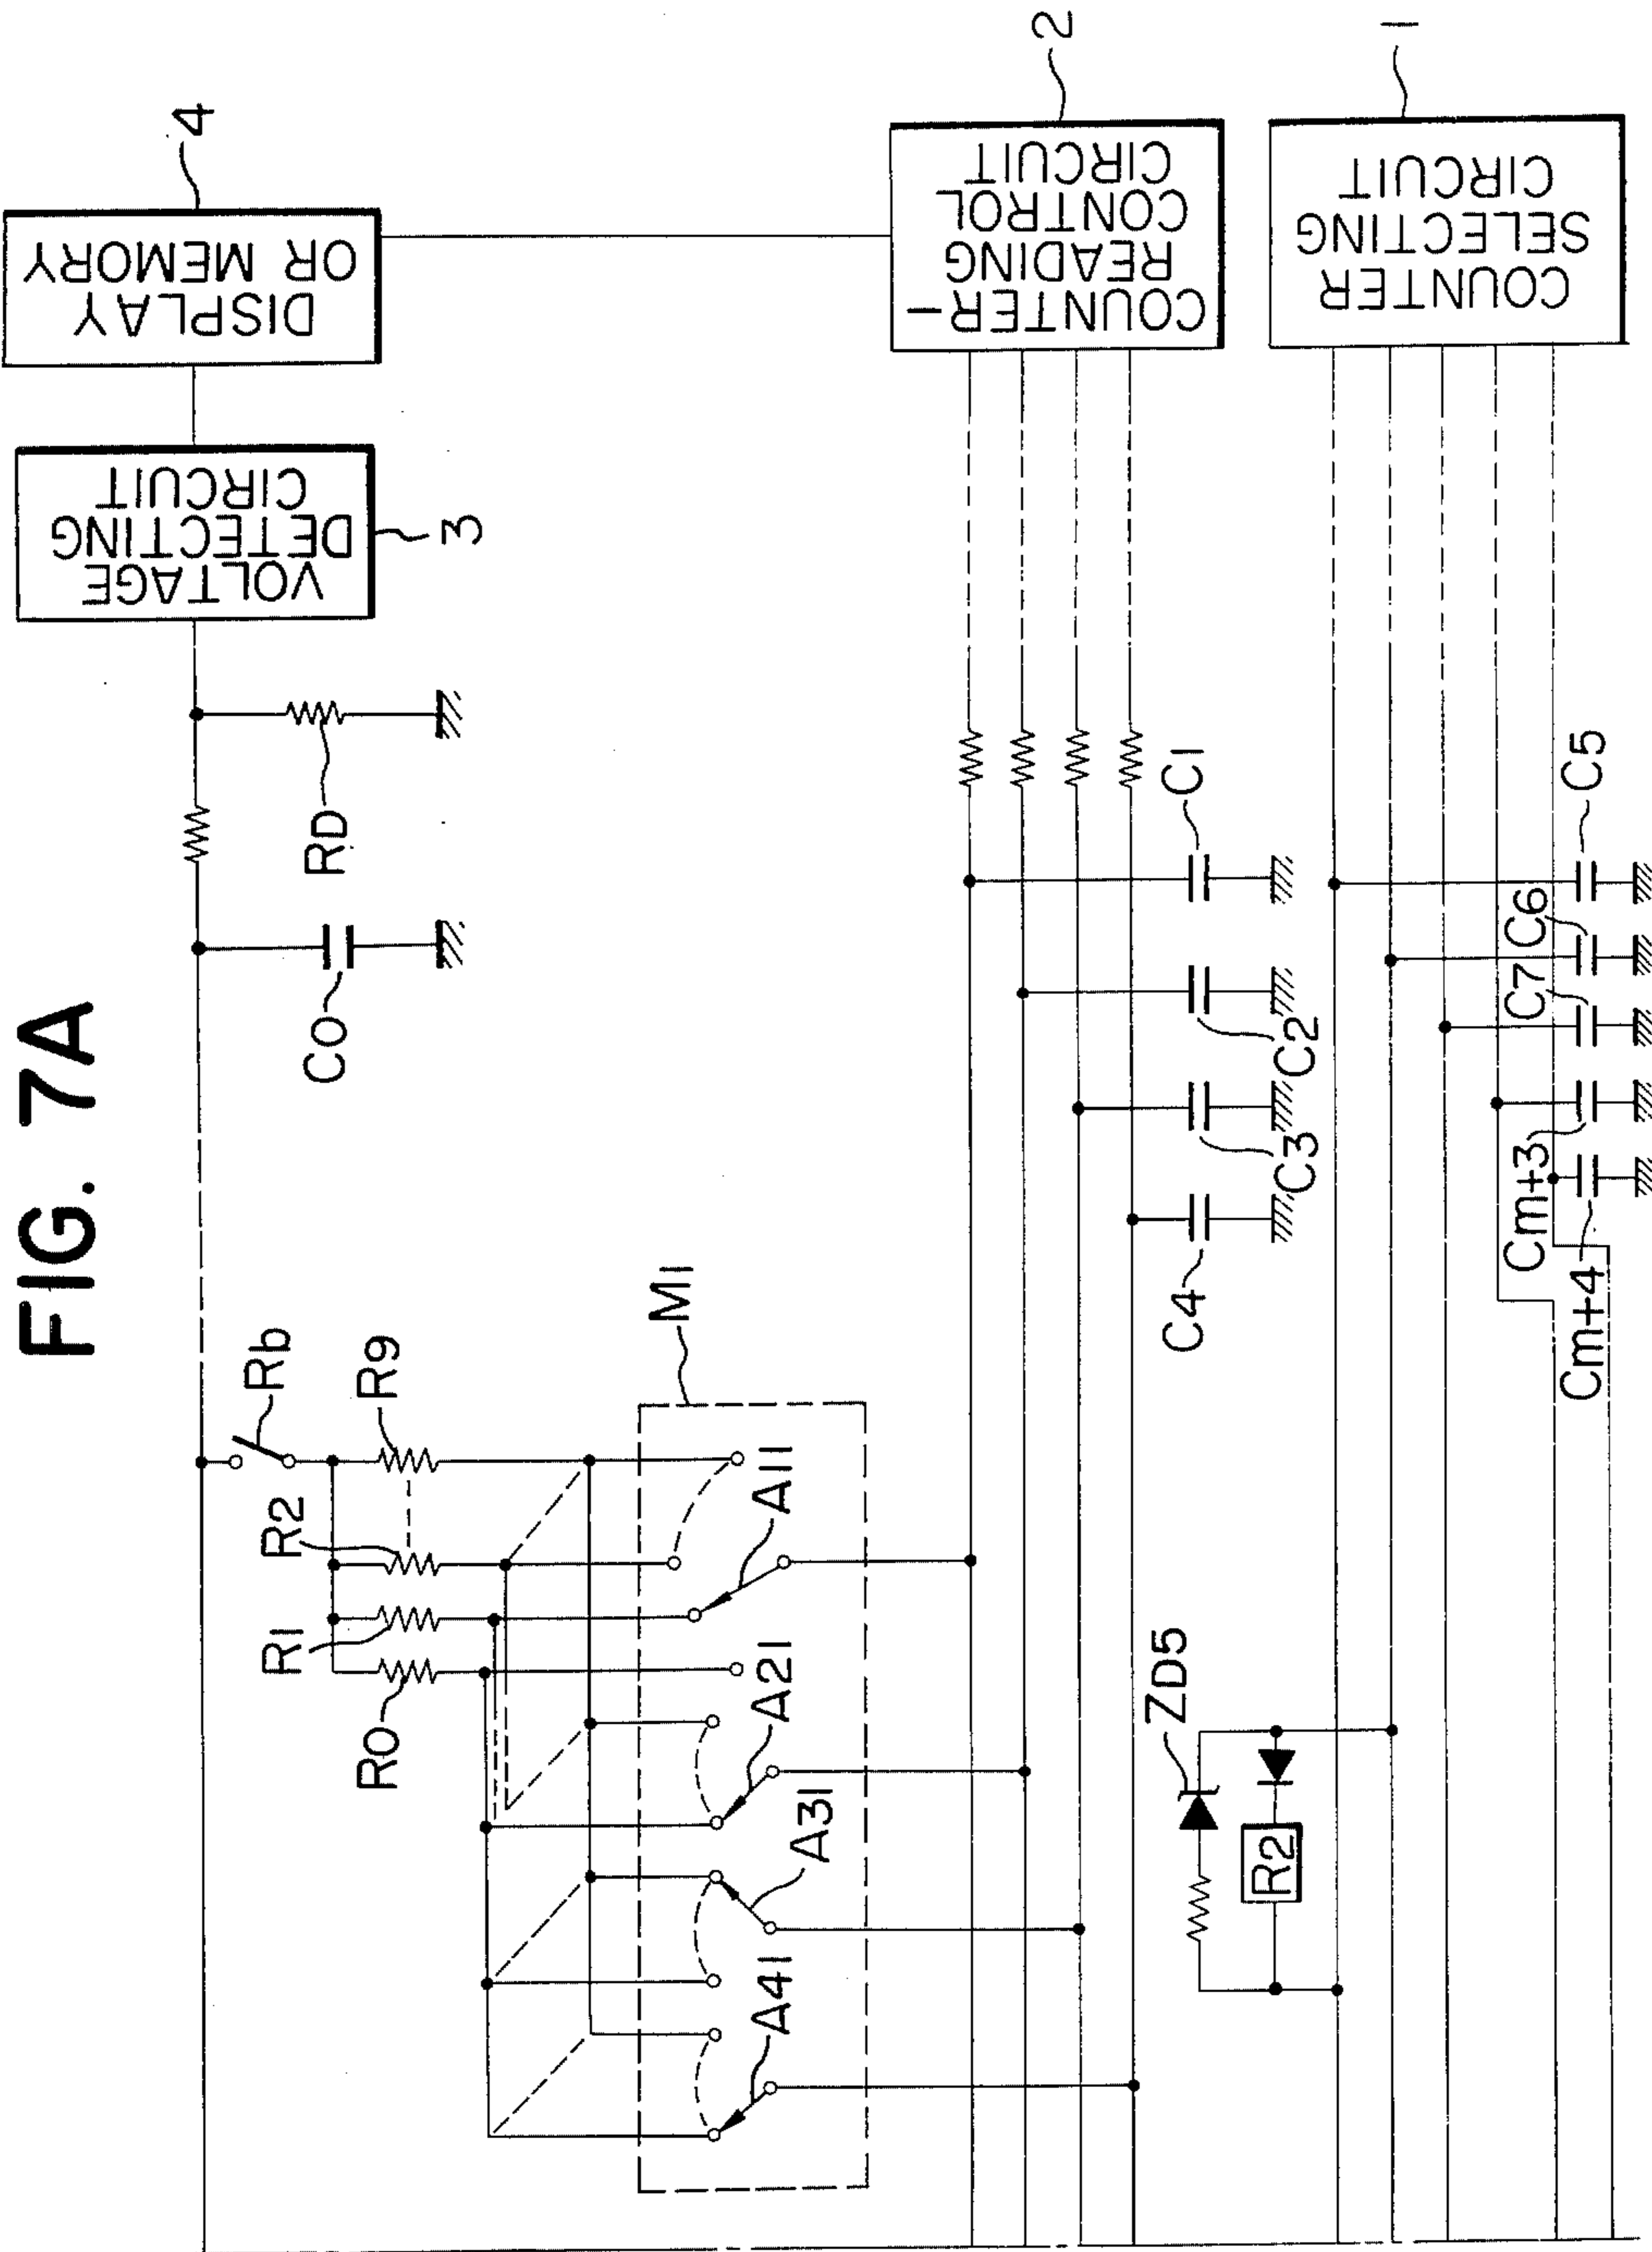 FIG. 7A
4
DISPLAY
OR MEMORY
VOLTAGE
DETECTING
CIRCUIT
3
RD
CO
Rb
R9
R2
R1
RO
M1
A11
A21
A31
A41
2
COUNTER-
READING
CONTROL
CIRCUIT
C1
C2
C3
C4
1
COUNTER
SELECTING
CIRCUIT
C5
C6
C7
Cm+3
Cm+4
ZD5
R2